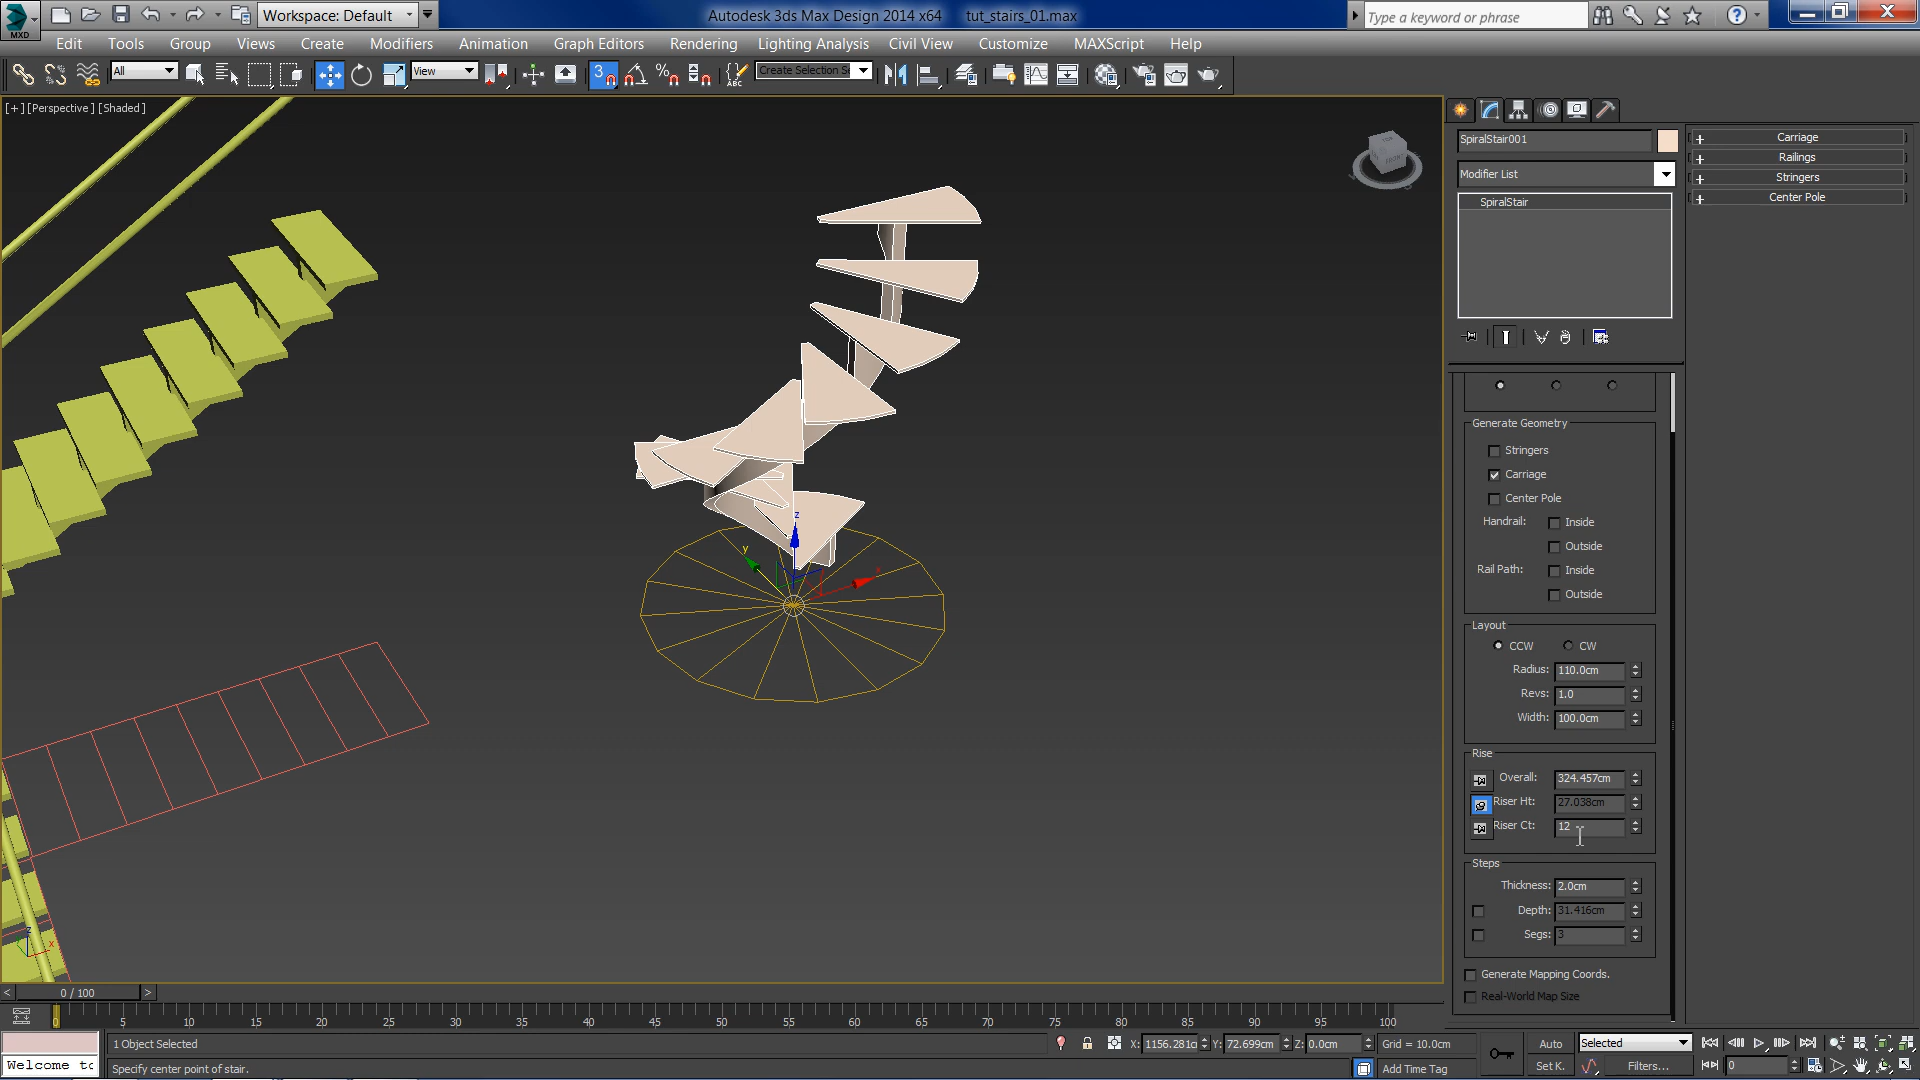 Workspace: Default
Autodesk 3ds Max Design 2014 x64 tut_stairs_01.max
Type a keyword or phrase
MXD
Edit Tools Group Views Create Modifiers Animation Graph Editors Rendering Lighting Analysis Civil View Customize MAXScript Help
All
View
3
ABC
Create Selection Se
[+] [Perspective] [Shaded]
TOP
FRONT
SpiralStair001
Modifier List
SpiralStair
Carriage
Railings
Stringers
Center Pole
Generate Geometry
Stringers
Carriage
Center Pole
Handrail: Inside
Outside
Rail Path: Inside
Outside
Layout
CCW CW
Radius: 110.0cm
Revs: 1.0
Width: 100.0cm
Rise
Overall: 324.457cm
Riser Ht: 27.038cm
Riser Ct: 12
Steps
Thickness: 2.0cm
Depth: 31.416cm
Segs: 3
Generate Mapping Coords.
Real-World Map Size
z
y
x
z
x
< 0 / 100 >
0 5 10 15 20 25 30 35 40 45 50 55 60 65 70 75 80 85 90 95 100
1 Object Selected
X: 1156.281c Y: 72.699cm Z: 0.0cm Grid = 10.0cm
Auto Selected
Welcome to
Specify center point of stair.
Add Time Tag
Set K. Filters... 0